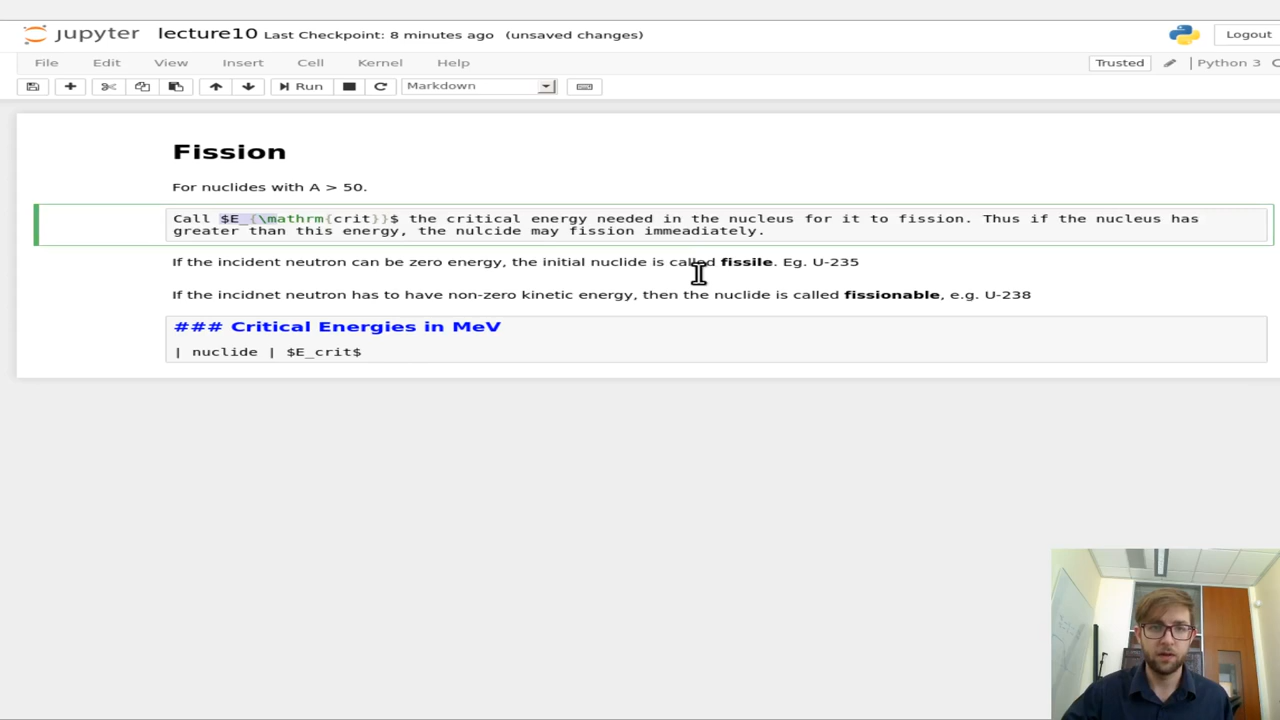 jupyter lecture10 Last Checkpoint: 8 minutes ago (unsaved changes) Logout
File Edit View Insert Cell Kernel Help Trusted Python 3
Run Markdown
Fission
For nuclides with A > 50.
Call $E_{\mathrm{crit}}$ the critical energy needed in the nucleus for it to fission. Thus if the nucleus has
greater than this energy, the nulcide may fission immeadiately.
If the incident neutron can be zero energy, the initial nuclide is called fissile. Eg. U-235
If the incidnet neutron has to have non-zero kinetic energy, then the nuclide is called fissionable, e.g. U-238
### Critical Energies in MeV
| nuclide | $E_crit$